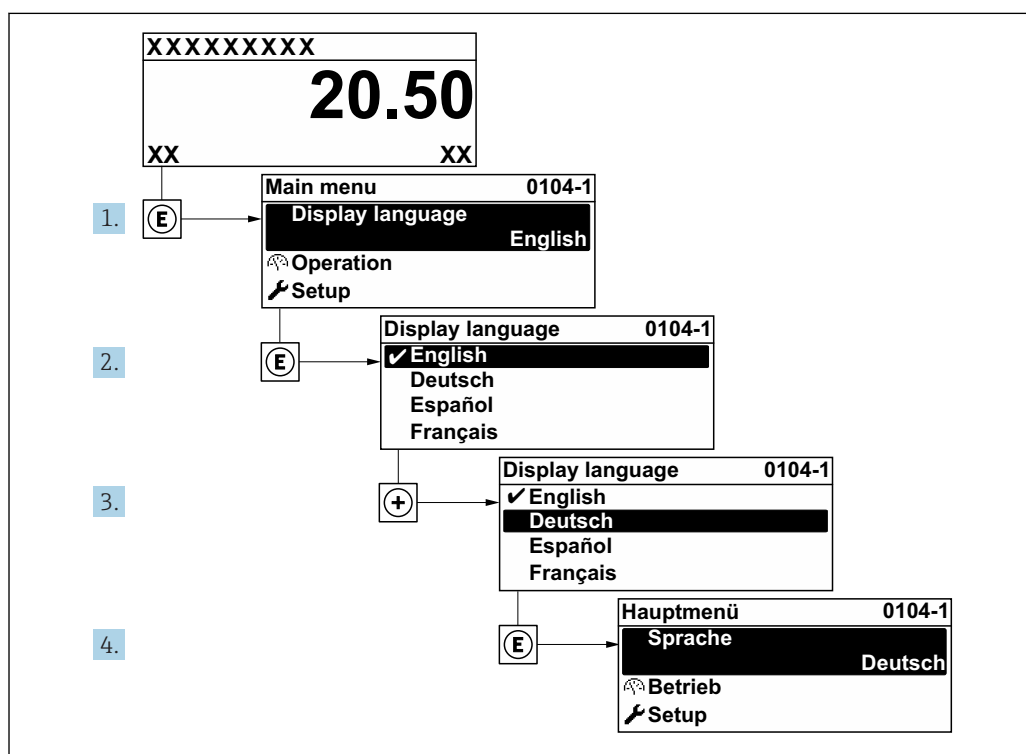 XXXXXXXXX
20.50
XX XX
1. E
Main menu 0104-1
Display language
English
Operation
Setup
2. E
Display language 0104-1
✔ English
Deutsch
Español
Français
3. +
Display language 0104-1
✔ English
Deutsch
Español
Français
4. E
Hauptmenü 0104-1
Sprache
Deutsch
Betrieb
Setup